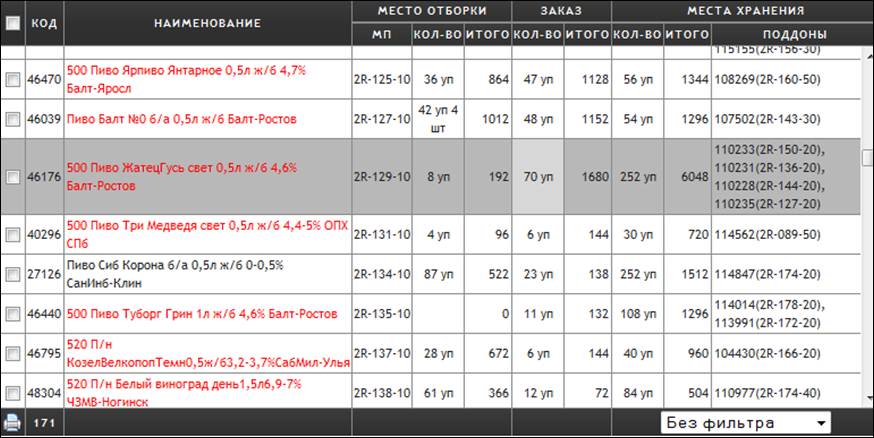 КОД НАИМЕНОВАНИЕ МЕСТО ОТБОРКИ ЗАКАЗ МЕСТА ХРАНЕНИЯ
МП КОЛ-ВО ИТОГО КОЛ-ВО ИТОГО КОЛ-ВО ИТОГО ПОДДОНЫ
115155(2R-156-30)
46470 500 Пиво Ярпиво Янтарное 0,5л ж/б 4,7% Балт-Яросл 2R-125-10 36 уп 864 47 уп 1128 56 уп 1344 108269(2R-160-50)
46039 Пиво Балт №0 б/а 0,5л ж/б Балт-Ростов 2R-127-10 42 уп 4 шт 1012 48 уп 1152 54 уп 1296 107502(2R-143-30)
46176 500 Пиво ЖатецГусь свет 0,5л ж/б 4,6% Балт-Ростов 2R-129-10 8 уп 192 70 уп 1680 252 уп 6048 110233(2R-150-20), 110231(2R-136-20), 110228(2R-144-20), 110235(2R-127-20)
40296 500 Пиво Три Медведя свет 0,5л ж/б 4,4-5% ОПХ СПб 2R-131-10 4 уп 96 6 уп 144 30 уп 720 114562(2R-089-50)
27126 Пиво Сиб Корона б/а 0,5л ж/б 0-0,5% СанИнб-Клин 2R-134-10 87 уп 522 23 уп 138 252 уп 1512 114847(2R-174-20)
46440 500 Пиво Туборг Грин 1л ж/б 4,6% Балт-Ростов 2R-135-10 0 11 уп 132 108 уп 1296 114014(2R-178-20), 113991(2R-172-20)
46795 520 П/н КозелВелкопопТемн0,5ж/б3,2-3,7%СабМил-Улья 2R-137-10 28 уп 672 6 уп 144 40 уп 960 104430(2R-166-20)
48304 520 П/н Белый виноград день1,5л6,9-7% ЧЗМВ-Ногинск 2R-138-10 61 уп 366 12 уп 72 84 уп 504 110977(2R-174-40)
171 Без фильтра